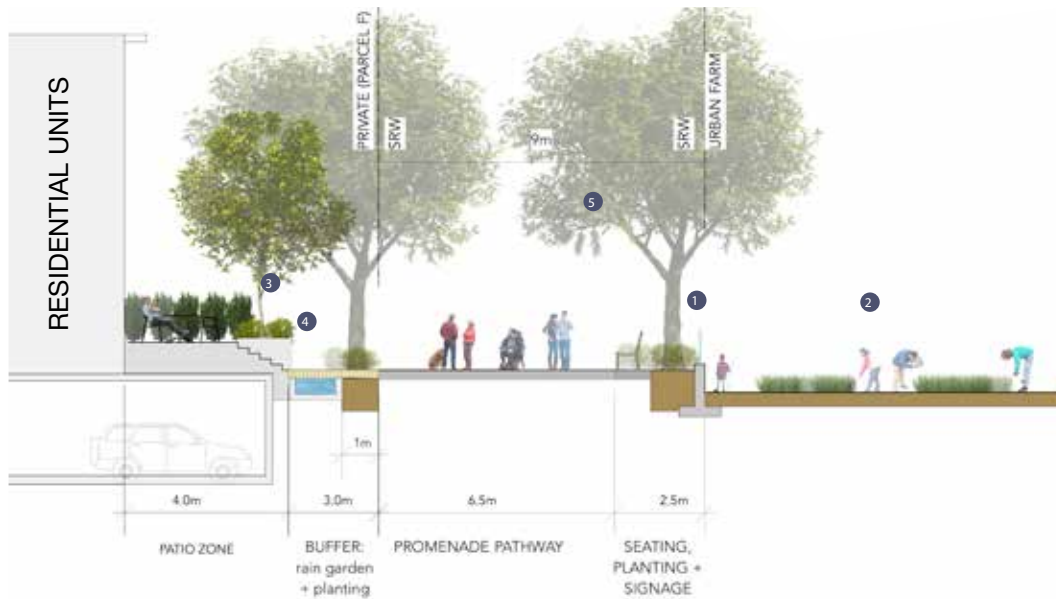 RESIDENTIAL UNITS
PRIVATE (PARCEL F)
SRW
9m
SRW
URBAN FARM
5
3
1
2
4
1m
4.0m
3.0m
6.5m
2.5m
PATIO ZONE
BUFFER:
rain garden
+ planting
PROMENADE PATHWAY
SEATING,
PLANTING +
SIGNAGE